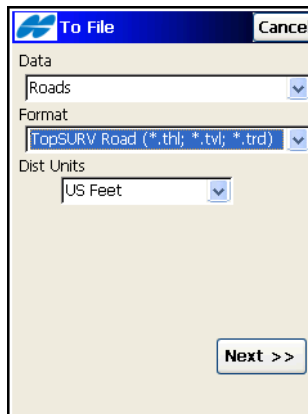 To File
Cance
Data
Roads
Format
TopSURV Road (*.thl; *.tvl; *.trd)
Dist Units
US Feet
Next >>